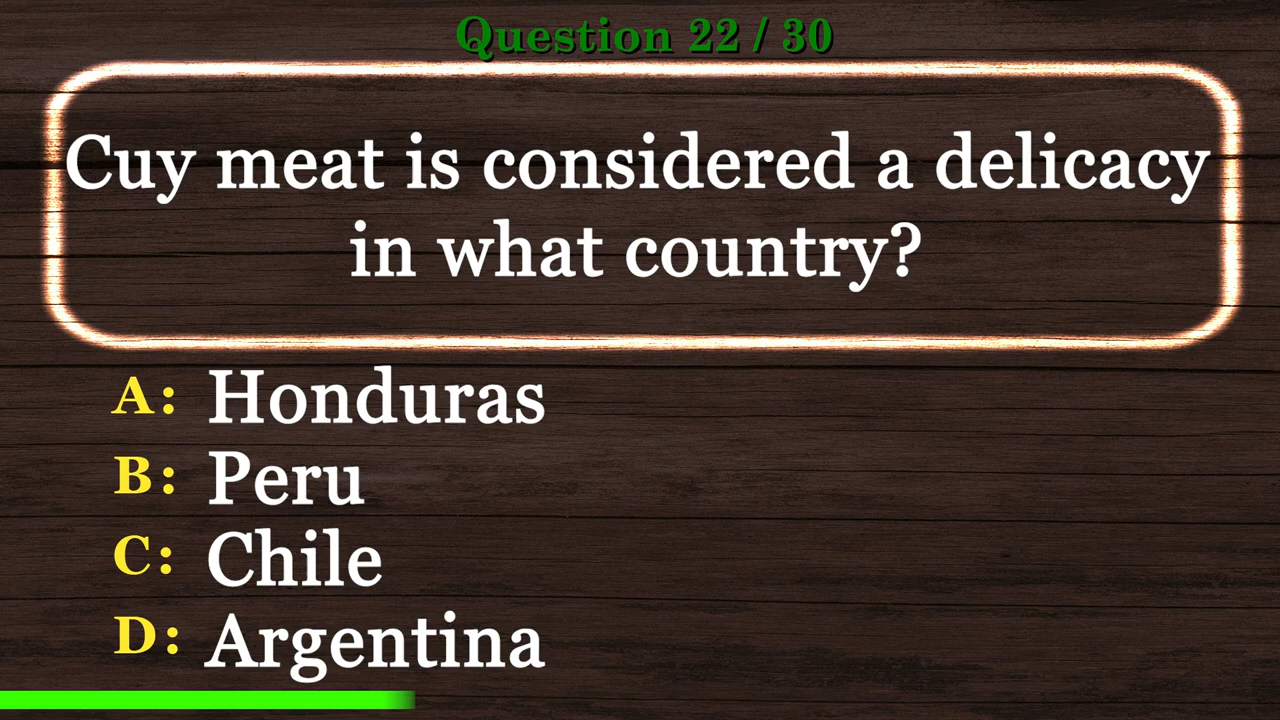 Question 22 / 30
Cuy meat is considered a delicacy
in what country?
A: Honduras
B: Peru
C: Chile
D: Argentina